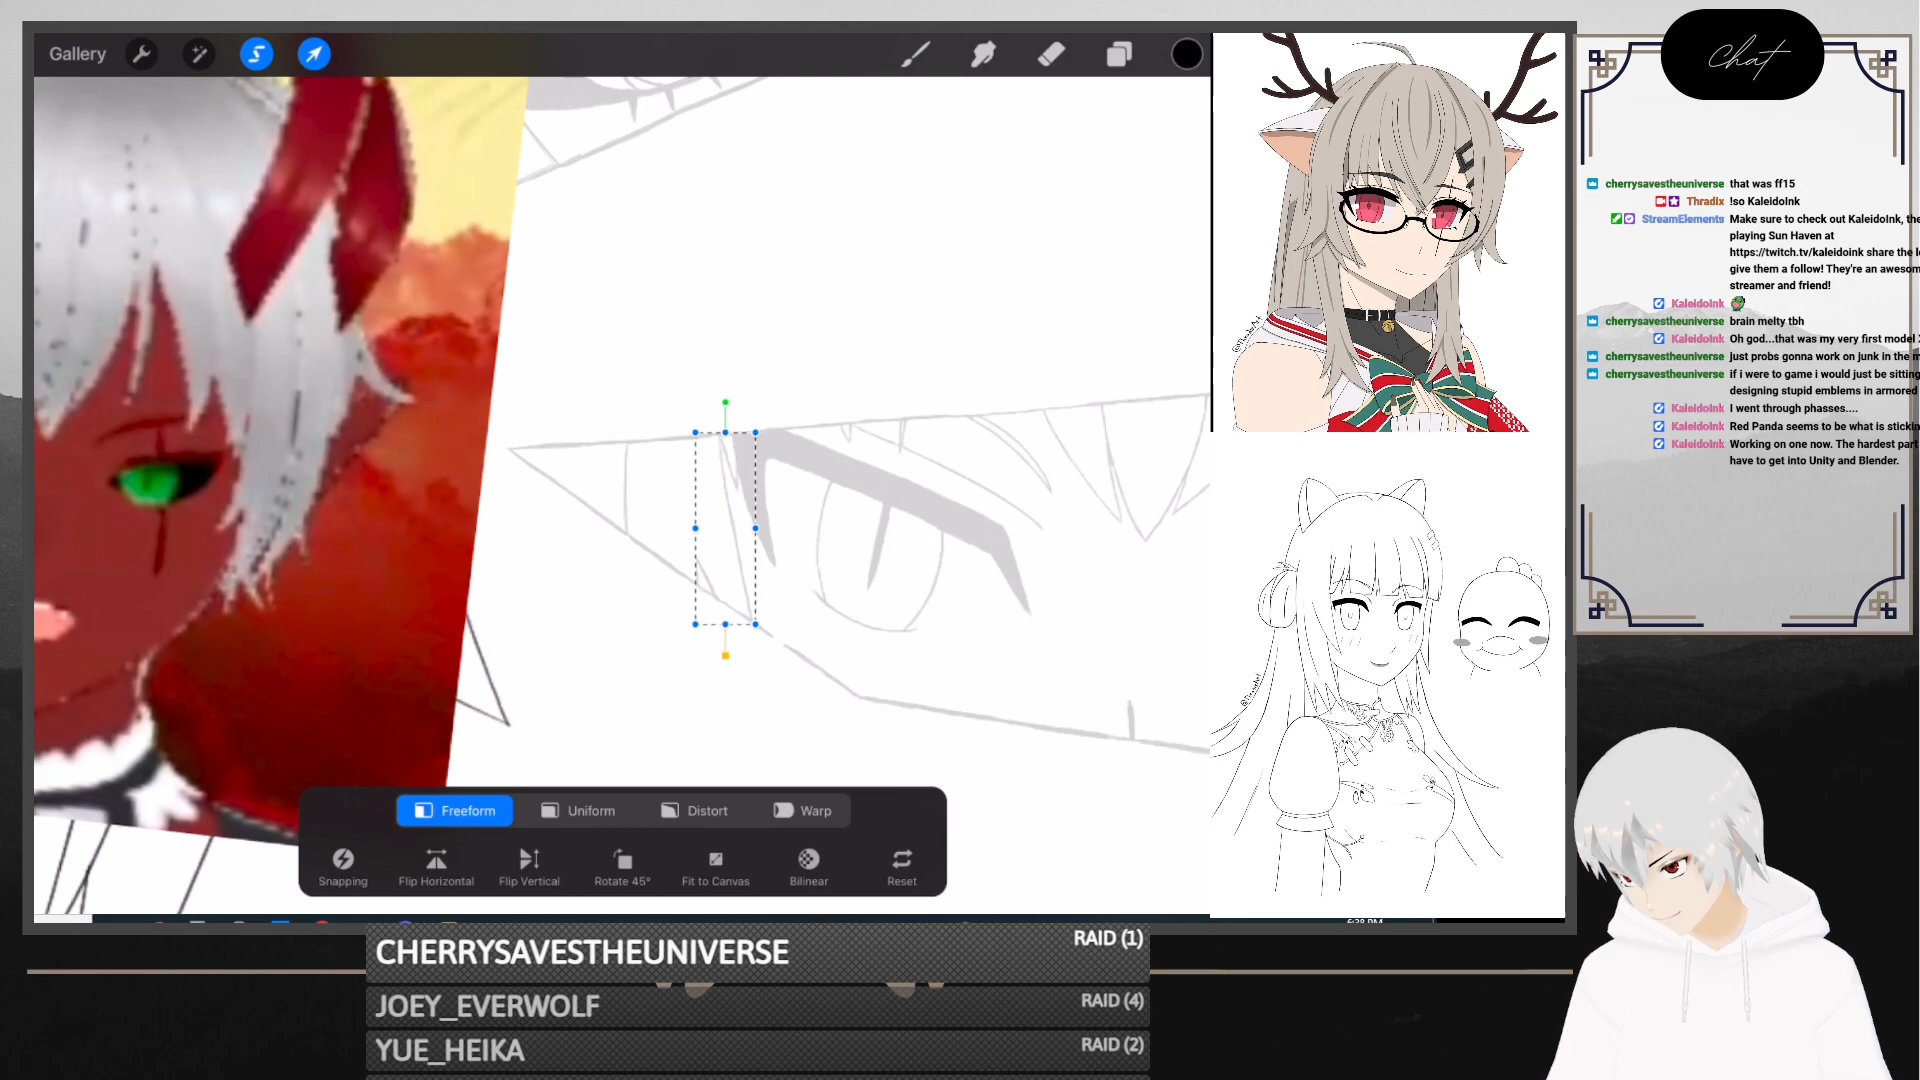 Gallery
Chat
cherrysavestheuniverse that was ff15
Thradix !so KaleidoInk
StreamElements Make sure to check out KaleidoInk,
playing Sun Haven at
https://twitch.tv/kaleidoink share the
give them a follow! They're an
streamer and friend!
KaleidoInk
cherrysavestheuniverse brain melty tbh
KaleidoInk Oh god...that was my very first model
cherrysavestheuniverse just probs gonna work on junk in the
cherrysavestheuniverse if i were to game i would just be sitting
designing stupid emblems in armored
KaleidoInk I went through phasses....
KaleidoInk Red Panda seems to be what is
KaleidoInk Working on one now. The hardest part
have to get into Unity and Blender.
Freeform Uniform Distort Warp
Snapping Flip Horizontal Flip Vertical Rotate 45° Fit to Canvas Bilinear Reset
CHERRYSAVESTHEUNIVERSE RAID (1)
JOEY_EVERWOLF RAID (4)
YUE_HEIKA RAID (2)